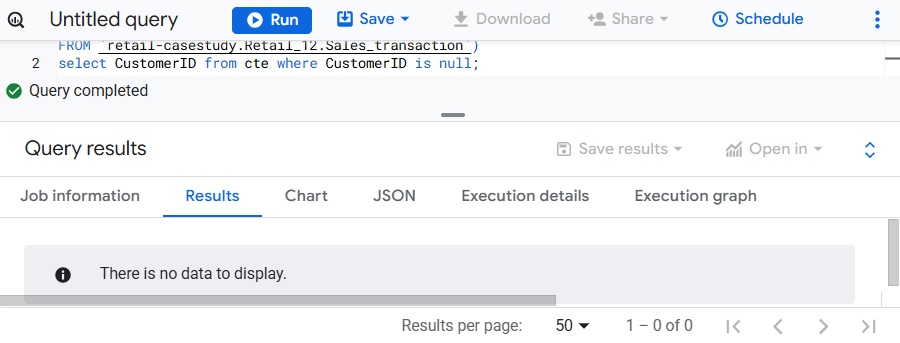 Untitled query Run Save Download Share Schedule
FROM `retail-casestudy.Retail_12.Sales_transaction`)
2 select CustomerID from cte where CustomerID is null;
Query completed
Query results Save results Open in
Job information Results Chart JSON Execution details Execution graph
There is no data to display.
Results per page: 50 1 – 0 of 0